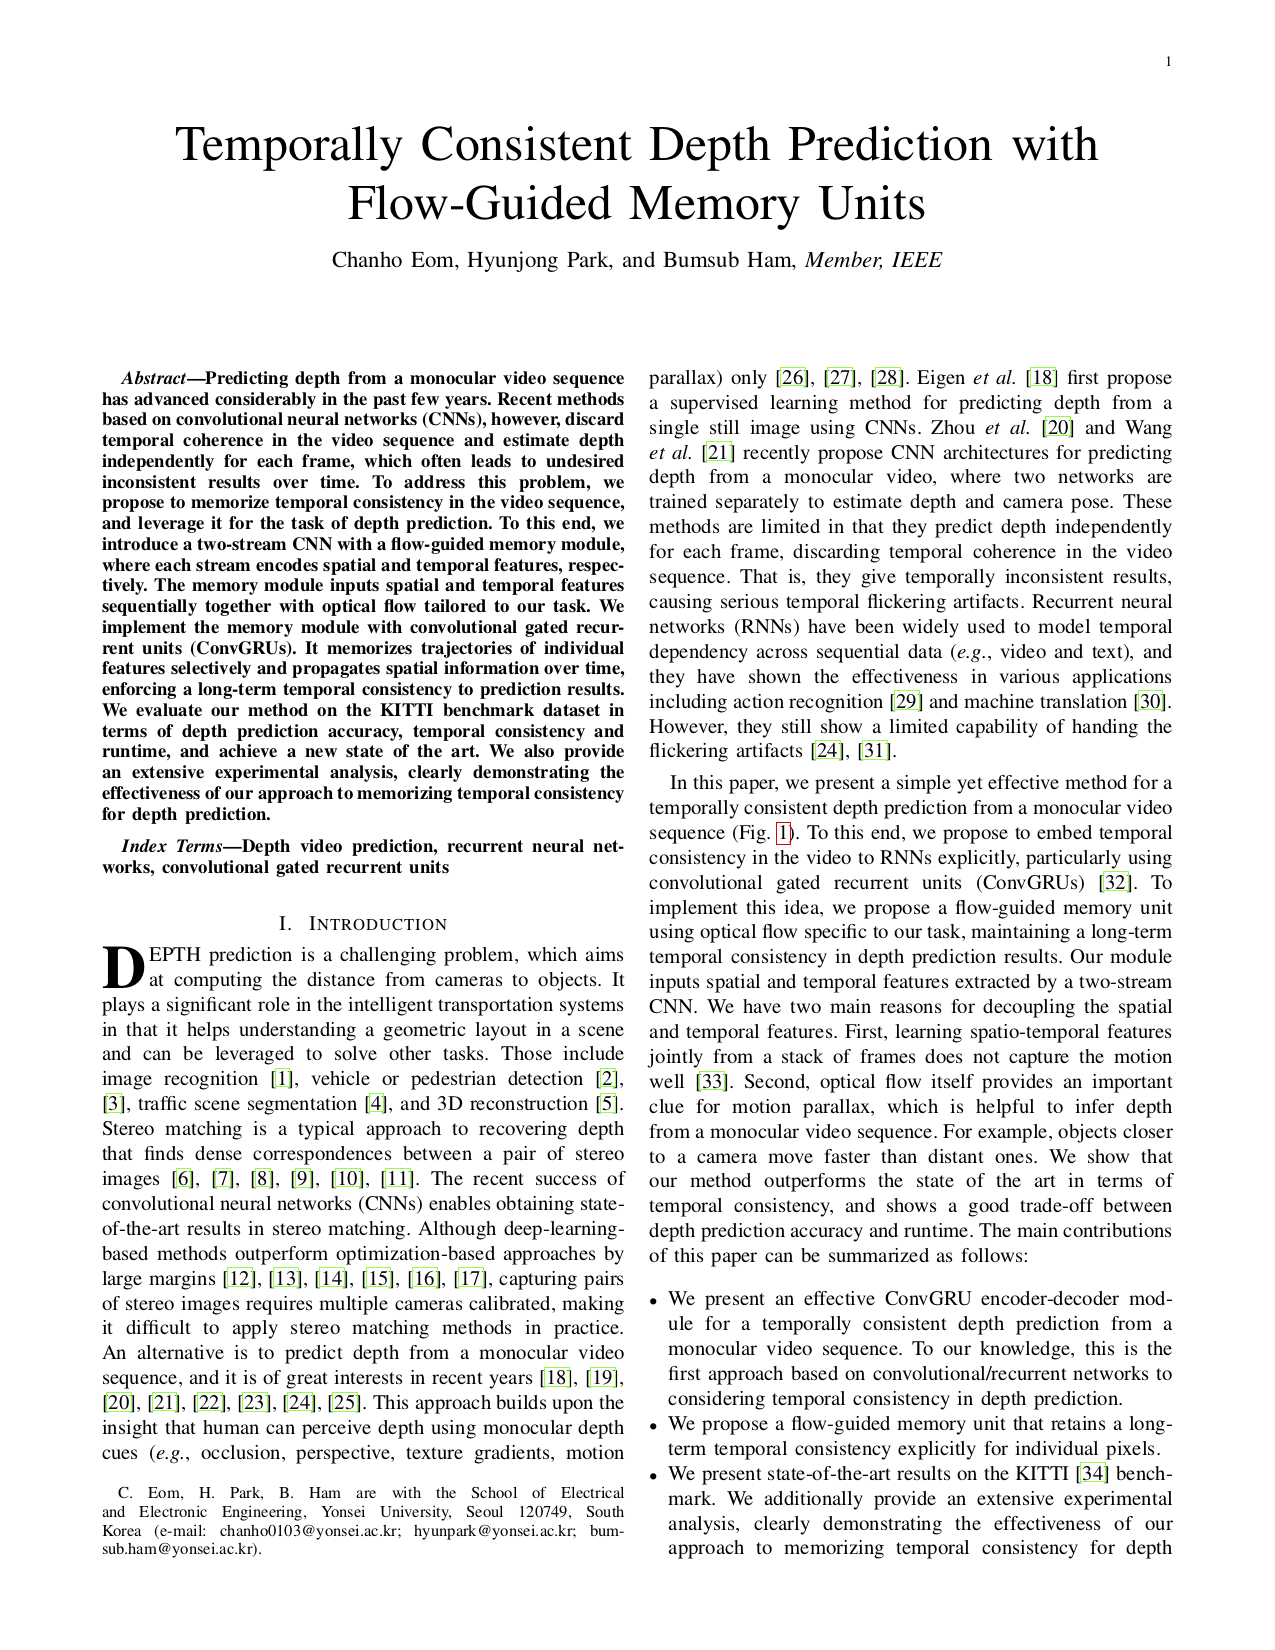 1
Temporally Consistent Depth Prediction with
Flow-Guided Memory Units
Chanho Eom, Hyunjong Park, and Bumsub Ham, Member, IEEE
Abstract—Predicting depth from a monocular video sequence
has advanced considerably in the past few years. Recent methods
based on convolutional neural networks (CNNs), however, discard
temporal coherence in the video sequence and estimate depth
independently for each frame, which often leads to undesired
inconsistent results over time. To address this problem, we
propose to memorize temporal consistency in the video sequence,
and leverage it for the task of depth prediction. To this end, we
introduce a two-stream CNN with a flow-guided memory module,
where each stream encodes spatial and temporal features, respec-
tively. The memory module inputs spatial and temporal features
sequentially together with optical flow tailored to our task. We
implement the memory module with convolutional gated recur-
rent units (ConvGRUs). It memorizes trajectories of individual
features selectively and propagates spatial information over time,
enforcing a long-term temporal consistency to prediction results.
We evaluate our method on the KITTI benchmark dataset in
terms of depth prediction accuracy, temporal consistency and
runtime, and achieve a new state of the art. We also provide
an extensive experimental analysis, clearly demonstrating the
effectiveness of our approach to memorizing temporal consistency
for depth prediction.
Index Terms—Depth video prediction, recurrent neural net-
works, convolutional gated recurrent units
I. INTRODUCTION
DEPTH prediction is a challenging problem, which aims
at computing the distance from cameras to objects. It
plays a significant role in the intelligent transportation systems
in that it helps understanding a geometric layout in a scene
and can be leveraged to solve other tasks. Those include
image recognition [1], vehicle or pedestrian detection [2],
[3], traffic scene segmentation [4], and 3D reconstruction [5].
Stereo matching is a typical approach to recovering depth
that finds dense correspondences between a pair of stereo
images [6], [7], [8], [9], [10], [11]. The recent success of
convolutional neural networks (CNNs) enables obtaining state-
of-the-art results in stereo matching. Although deep-learning-
based methods outperform optimization-based approaches by
large margins [12], [13], [14], [15], [16], [17], capturing pairs
of stereo images requires multiple cameras calibrated, making
it difficult to apply stereo matching methods in practice.
An alternative is to predict depth from a monocular video
sequence, and it is of great interests in recent years [18], [19],
[20], [21], [22], [23], [24], [25]. This approach builds upon the
insight that human can perceive depth using monocular depth
cues (e.g., occlusion, perspective, texture gradients, motion
C. Eom, H. Park, B. Ham are with the School of Electrical
and Electronic Engineering, Yonsei University, Seoul 120749, South
Korea (e-mail: chanho0103@yonsei.ac.kr; hyunpark@yonsei.ac.kr; bum-
sub.ham@yonsei.ac.kr).
parallax) only [26], [27], [28]. Eigen et al. [18] first propose
a supervised learning method for predicting depth from a
single still image using CNNs. Zhou et al. [20] and Wang
et al. [21] recently propose CNN architectures for predicting
depth from a monocular video, where two networks are
trained separately to estimate depth and camera pose. These
methods are limited in that they predict depth independently
for each frame, discarding temporal coherence in the video
sequence. That is, they give temporally inconsistent results,
causing serious temporal flickering artifacts. Recurrent neural
networks (RNNs) have been widely used to model temporal
dependency across sequential data (e.g., video and text), and
they have shown the effectiveness in various applications
including action recognition [29] and machine translation [30].
However, they still show a limited capability of handing the
flickering artifacts [24], [31].
In this paper, we present a simple yet effective method for a
temporally consistent depth prediction from a monocular video
sequence (Fig. 1). To this end, we propose to embed temporal
consistency in the video to RNNs explicitly, particularly using
convolutional gated recurrent units (ConvGRUs) [32]. To
implement this idea, we propose a flow-guided memory unit
using optical flow specific to our task, maintaining a long-term
temporal consistency in depth prediction results. Our module
inputs spatial and temporal features extracted by a two-stream
CNN. We have two main reasons for decoupling the spatial
and temporal features. First, learning spatio-temporal features
jointly from a stack of frames does not capture the motion
well [33]. Second, optical flow itself provides an important
clue for motion parallax, which is helpful to infer depth
from a monocular video sequence. For example, objects closer
to a camera move faster than distant ones. We show that
our method outperforms the state of the art in terms of
temporal consistency, and shows a good trade-off between
depth prediction accuracy and runtime. The main contributions
of this paper can be summarized as follows:
• We present an effective ConvGRU encoder-decoder mod-
ule for a temporally consistent depth prediction from a
monocular video sequence. To our knowledge, this is the
first approach based on convolutional/recurrent networks to
considering temporal consistency in depth prediction.
• We propose a flow-guided memory unit that retains a long-
term temporal consistency explicitly for individual pixels.
• We present state-of-the-art results on the KITTI [34] bench-
mark. We additionally provide an extensive experimental
analysis, clearly demonstrating the effectiveness of our
approach to memorizing temporal consistency for depth